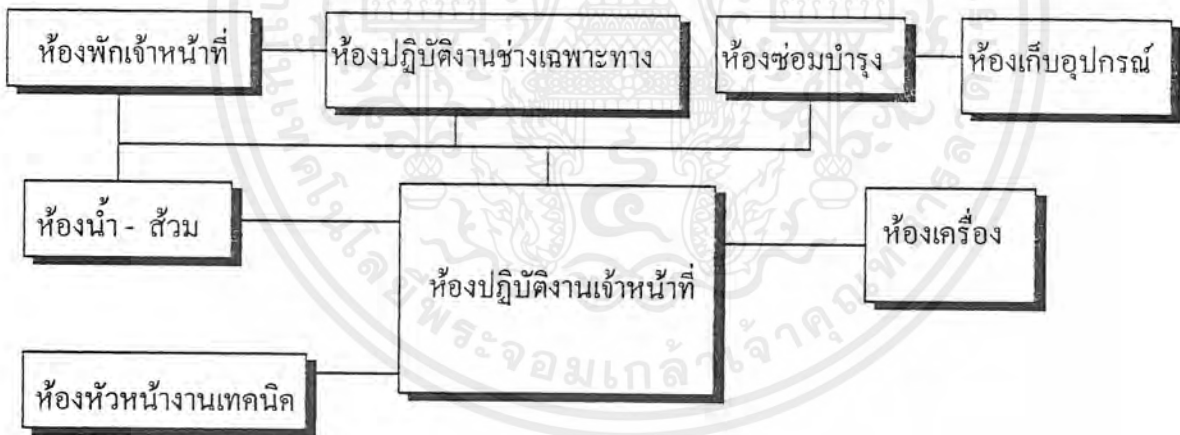 ห้องพักเจ้าหน้าที่
ห้องปฏิบัติงานช่างเฉพาะทาง
ห้องซ่อมบำรุง
ห้องเก็บอุปกรณ์
ห้องน้ำ - ส้วม
ห้องปฏิบัติงานเจ้าหน้าที่
ห้องเครื่อง
ห้องหัวหน้างานเทคนิค